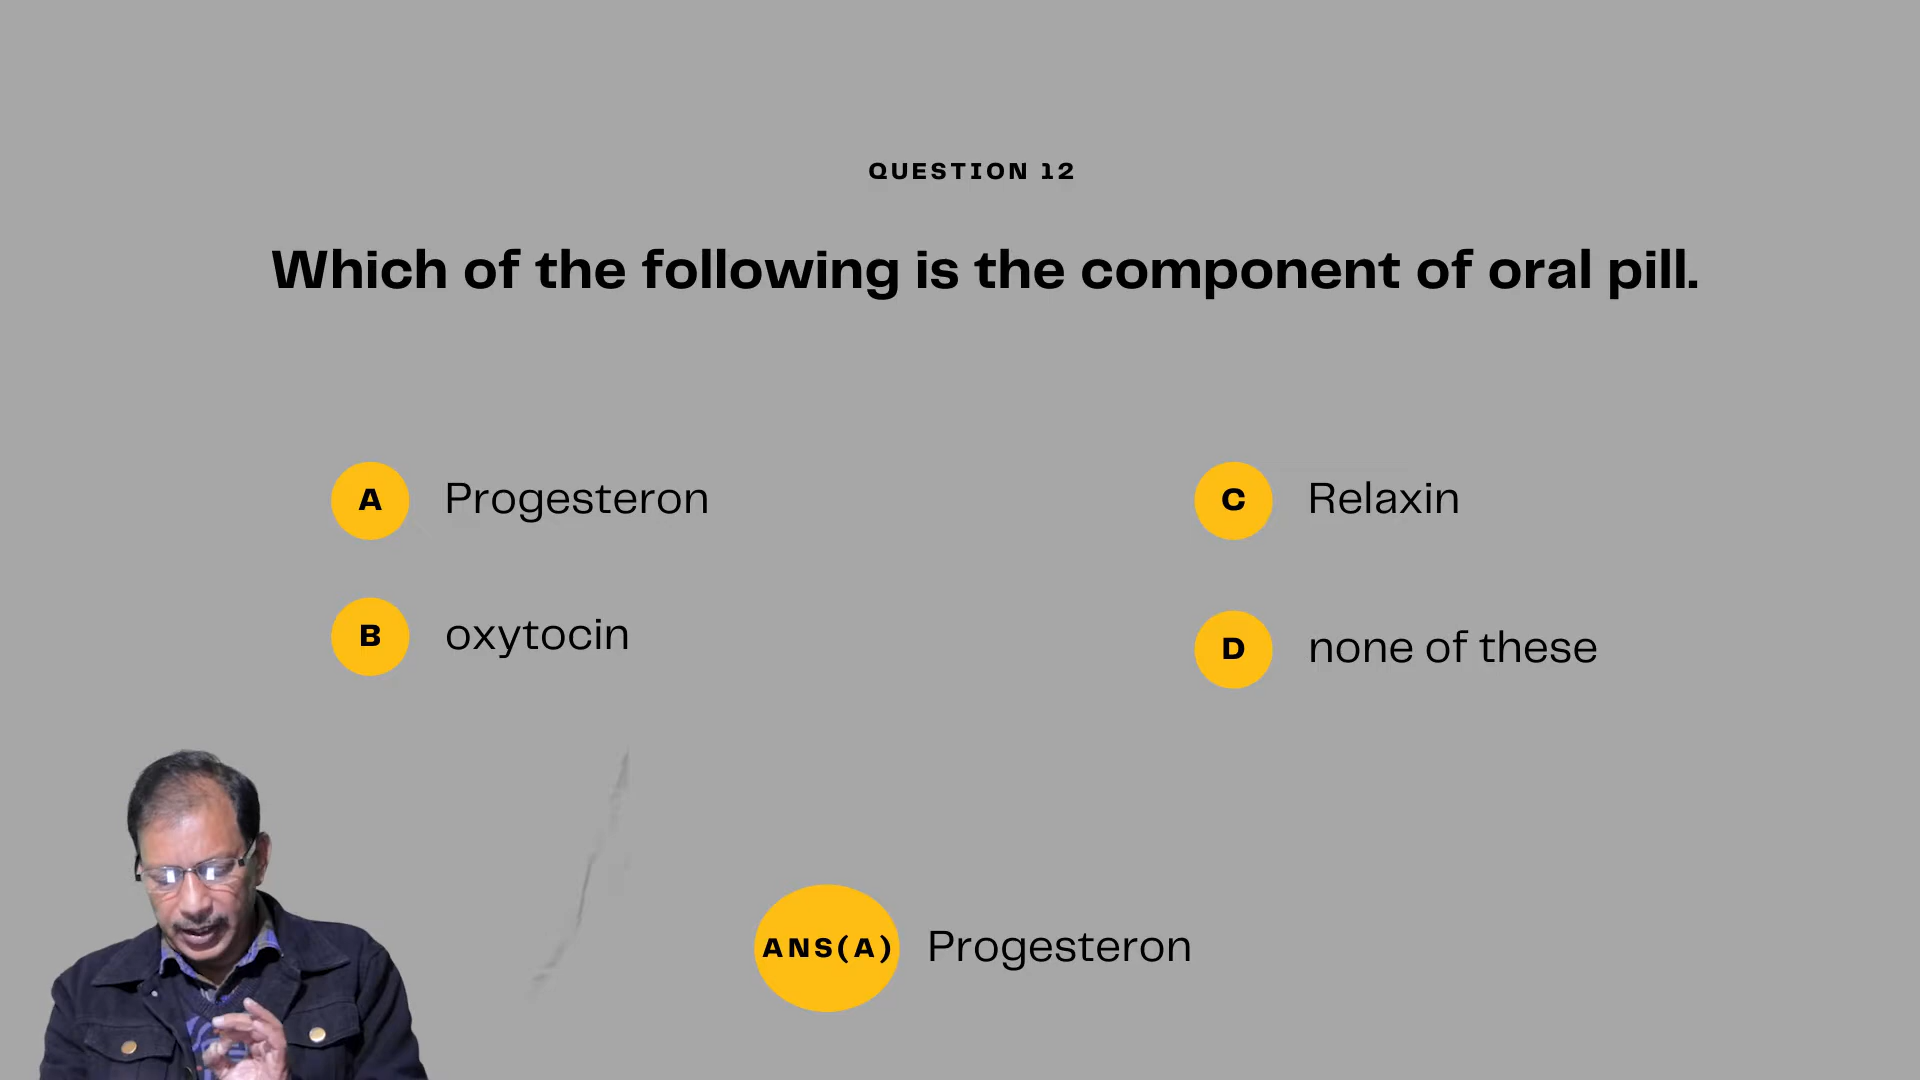 QUESTION 12
Which of the following is the component of oral pill.
A Progesteron
B oxytocin
C Relaxin
D none of these
ANS(A) Progesteron